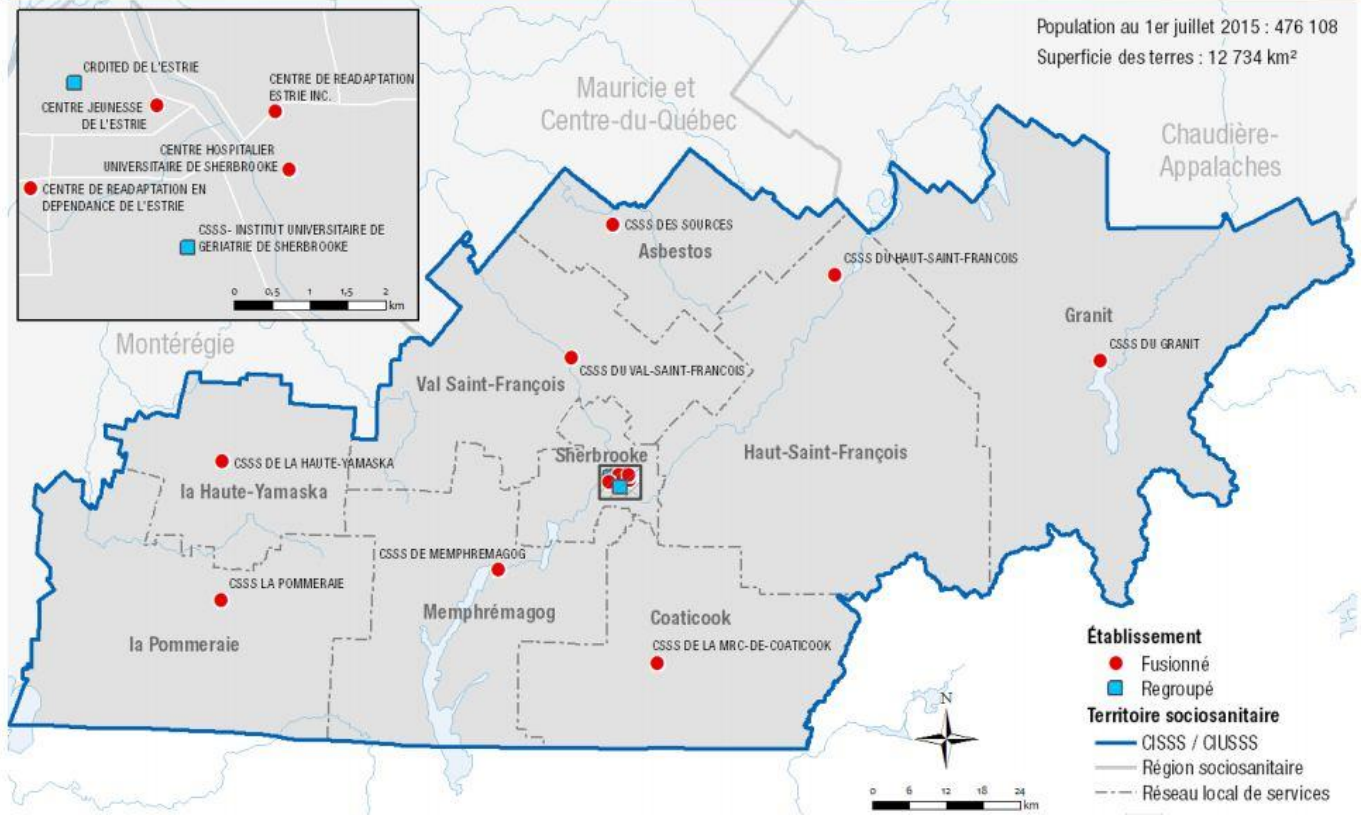 Population au 1er juillet 2015 : 476 108
Superficie des terres : 12 734 km²
CRDITED DE L'ESTRIE
CENTRE JEUNESSE
DE L'ESTRIE
CENTRE DE READAPTATION
ESTRIE INC.
CENTRE HOSPITALIER
UNIVERSITAIRE DE SHERBROOKE
CENTRE DE READAPTATION EN
DEPENDANCE DE L'ESTRIE
CSSS- INSTITUT UNIVERSITAIRE DE
GERIATRIE DE SHERBROOKE
0 0,5 1 1,5 2
km
Mauricie et
Centre-du-Québec
Chaudière-
Appalaches
Montérégie
CSSS DES SOURCES
Asbestos
CSSS DU HAUT-SAINT-FRANCOIS
Granit
CSSS DU GRANIT
CSSS DU VAL-SAINT-FRANCOIS
Val Saint-François
Sherbrooke
Haut-Saint-François
CSSS DE LA HAUTE-YAMASKA
la Haute-Yamaska
CSSS DE MEMPHREMAGOG
CSSS LA POMMERAIE
Memphrémagog
Coaticook
la Pommeraie
CSSS DE LA MRC-DE-COATICOOK
Établissement
Fusionné
Regroupé
Territoire sociosanitaire
CISSS / CIUSSS
Région sociosanitaire
Réseau local de services
N
0 6 12 18 24
km